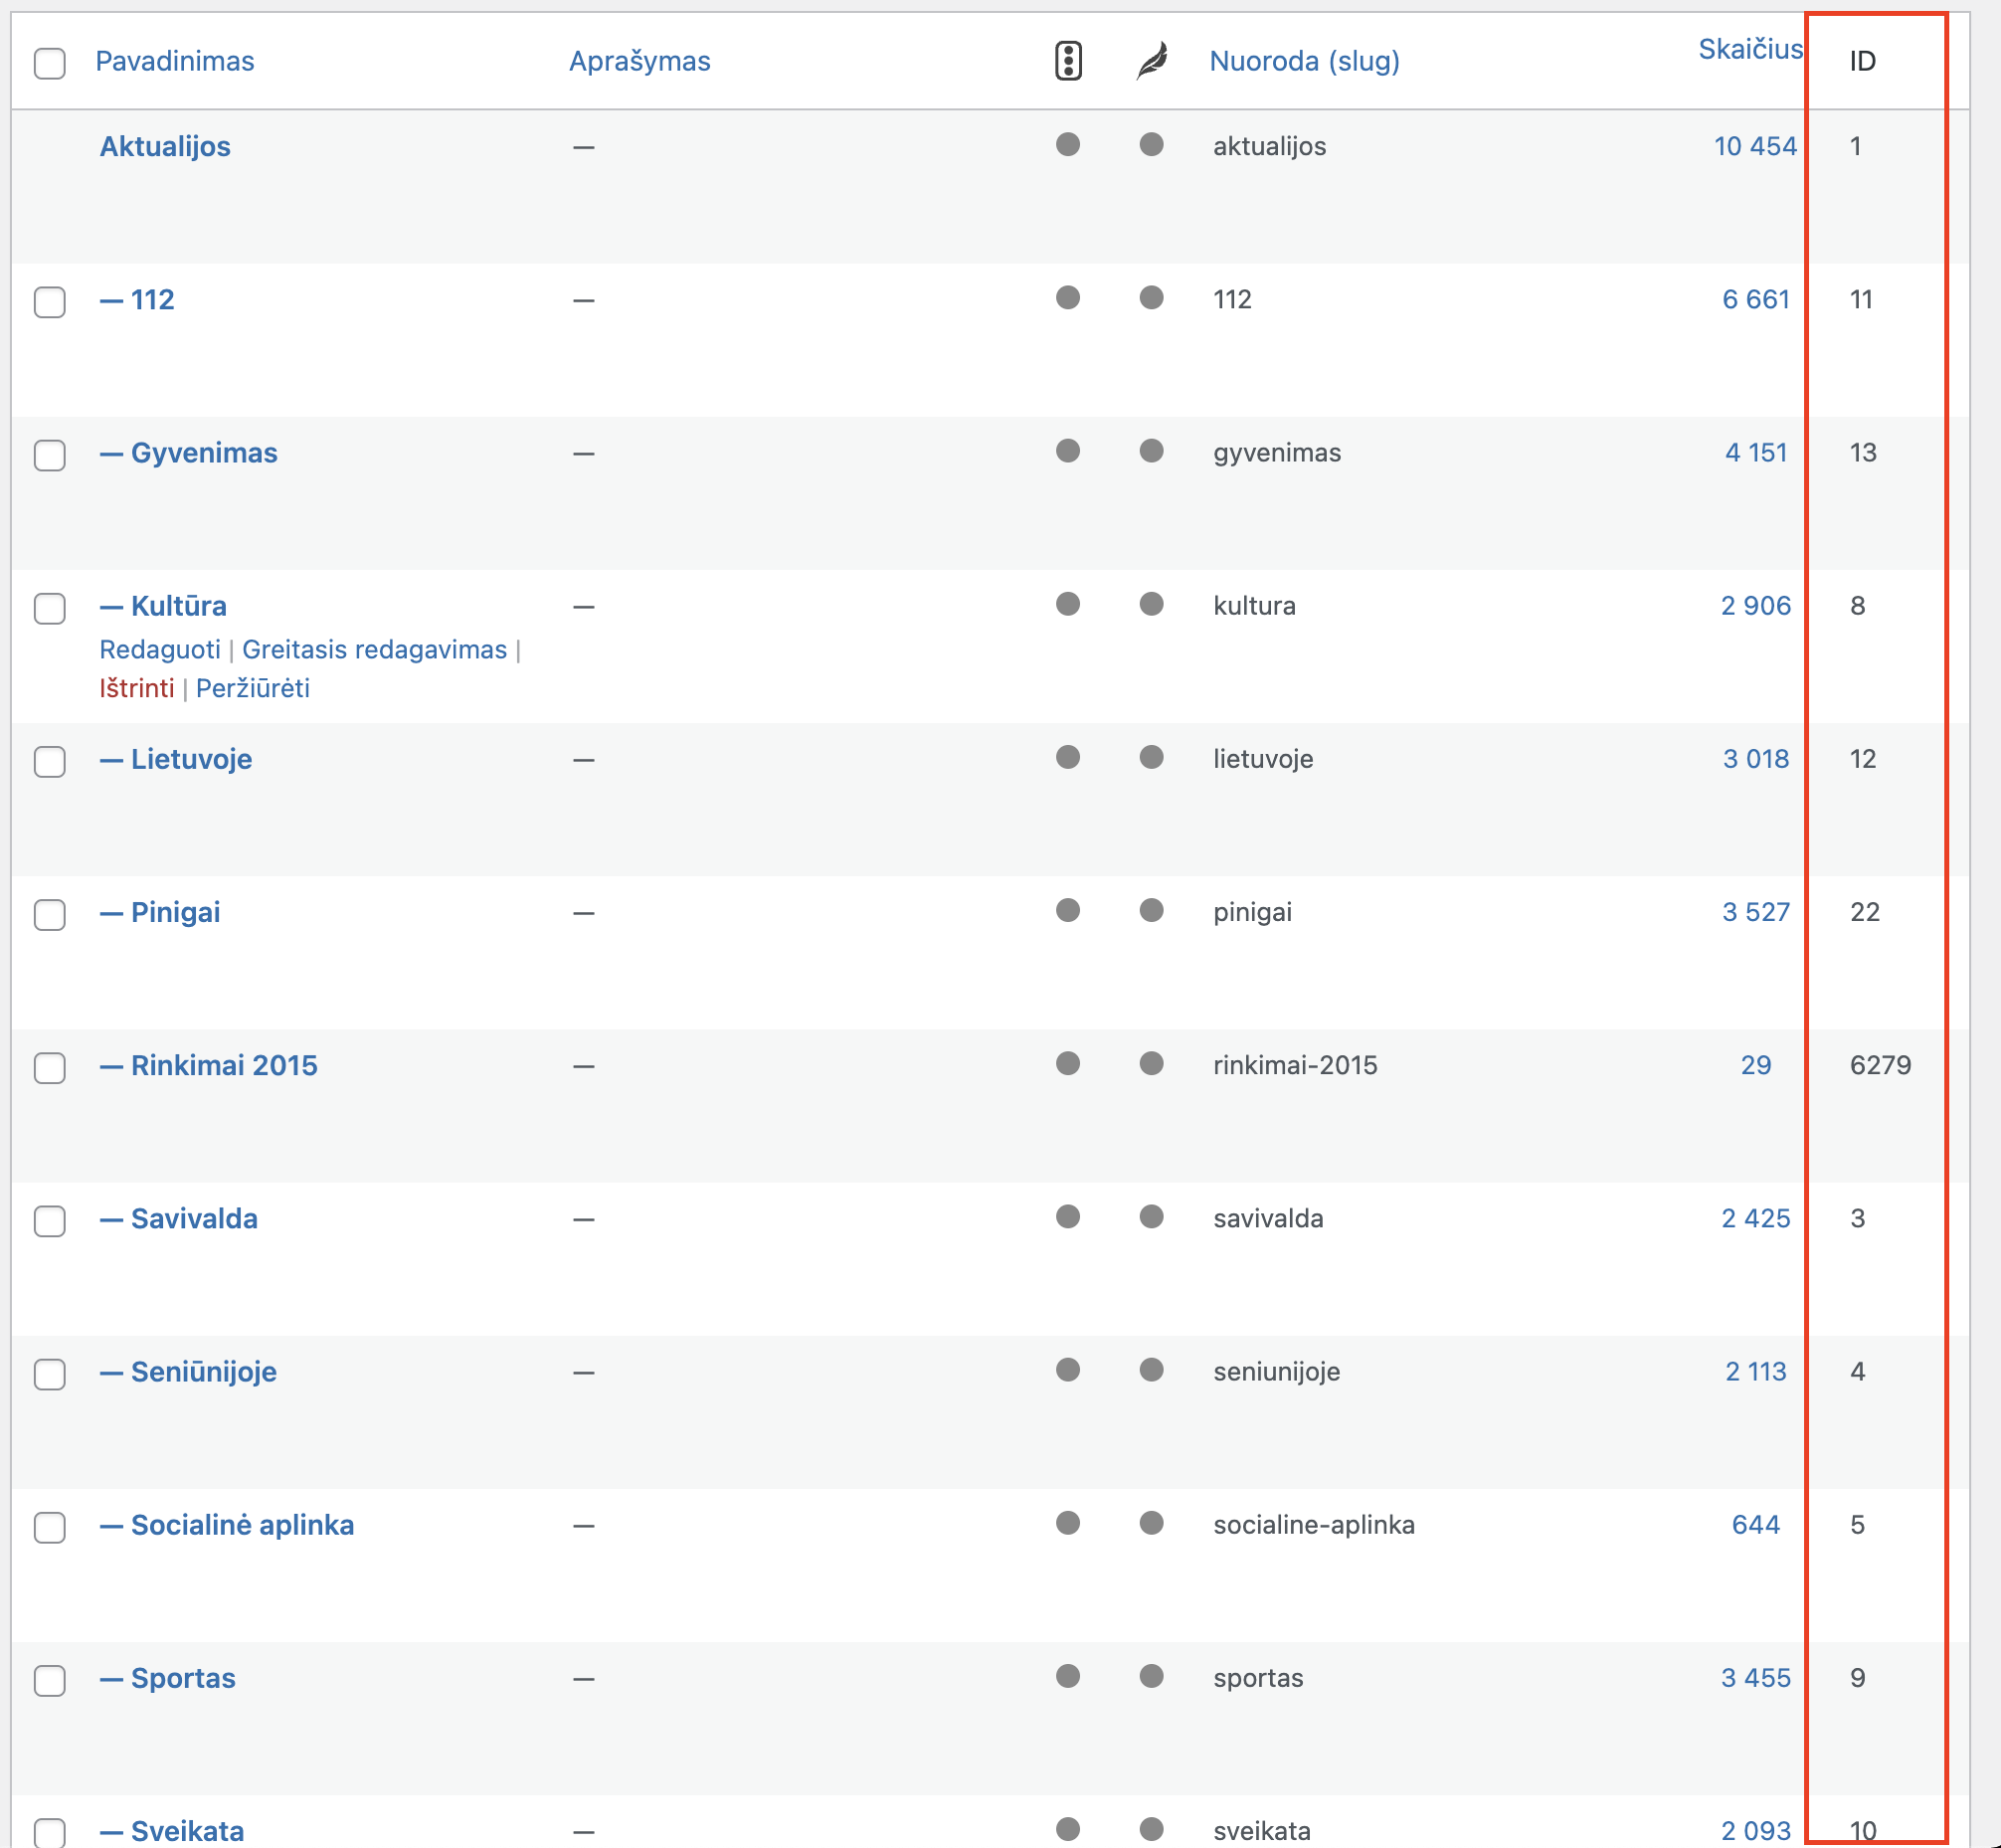 Pavadinimas Aprašymas Nuoroda (slug) Skaičius ID
Aktualijos — aktualijos 10 454 1
— 112 — 112 6 661 11
— Gyvenimas — gyvenimas 4 151 13
— Kultūra — kultura 2 906 8
Redaguoti | Greitasis redagavimas |
Ištrinti | Peržiūrėti
— Lietuvoje — lietuvoje 3 018 12
— Pinigai — pinigai 3 527 22
— Rinkimai 2015 — rinkimai-2015 29 6279
— Savivalda — savivalda 2 425 3
— Seniūnijoje — seniunijoje 2 113 4
— Socialinė aplinka — socialine-aplinka 644 5
— Sportas — sportas 3 455 9
— Sveikata — sveikata 2 093 10